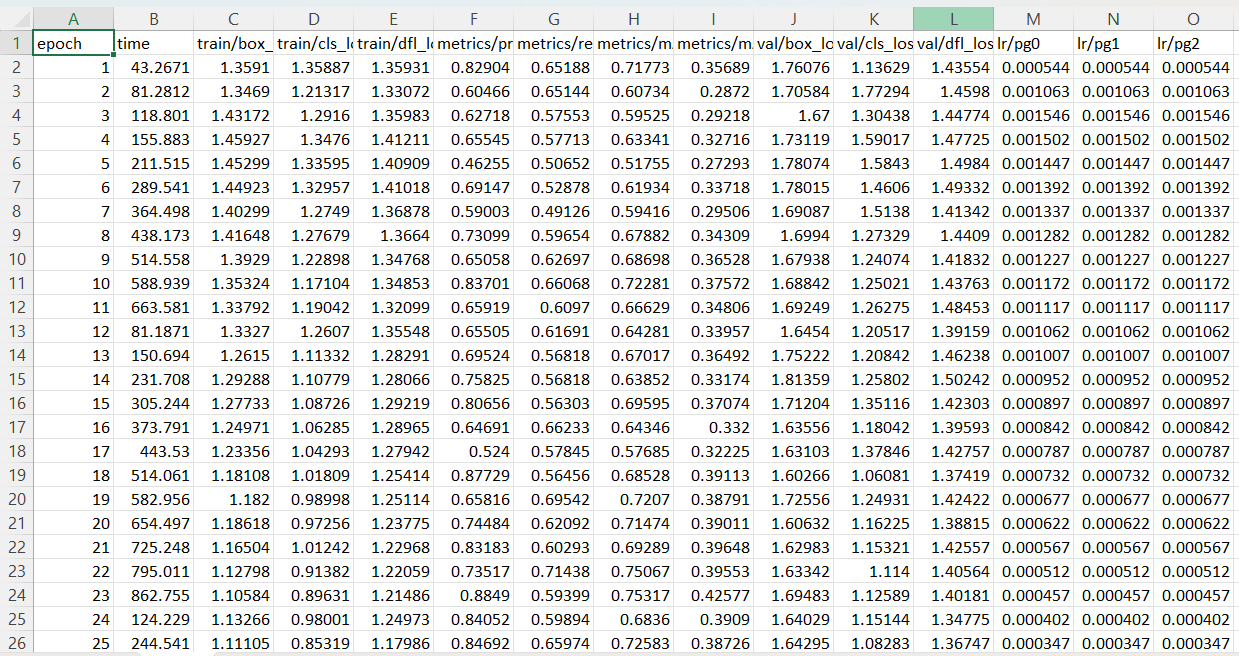 A B C D E F G H I J K L M N O
1 epoch time train/box_ train/cls_lo train/dfl_lo metrics/pr metrics/re metrics/m metrics/m val/box_lo val/cls_los val/dfl_los lr/pg0 lr/pg1 lr/pg2
2 1 43.2671 1.3591 1.35887 1.35931 0.82904 0.65188 0.71773 0.35689 1.76076 1.13629 1.43554 0.000544 0.000544 0.000544
3 2 81.2812 1.3469 1.21317 1.33072 0.60466 0.65144 0.60734 0.2872 1.70584 1.77294 1.4598 0.001063 0.001063 0.001063
4 3 118.801 1.43172 1.2916 1.35983 0.62718 0.57553 0.59525 0.29218 1.67 1.30438 1.44774 0.001546 0.001546 0.001546
5 4 155.883 1.45927 1.3476 1.41211 0.65545 0.57713 0.63341 0.32716 1.73119 1.59017 1.47725 0.001502 0.001502 0.001502
6 5 211.515 1.45299 1.33595 1.40909 0.46255 0.50652 0.51755 0.27293 1.78074 1.5843 1.4984 0.001447 0.001447 0.001447
7 6 289.541 1.44923 1.32957 1.41018 0.69147 0.52878 0.61934 0.33718 1.78015 1.4606 1.49332 0.001392 0.001392 0.001392
8 7 364.498 1.40299 1.2749 1.36878 0.59003 0.49126 0.59416 0.29506 1.69087 1.5138 1.41342 0.001337 0.001337 0.001337
9 8 438.173 1.41648 1.27679 1.3664 0.73099 0.59654 0.67882 0.34309 1.6994 1.27329 1.4409 0.001282 0.001282 0.001282
10 9 514.558 1.3929 1.22898 1.34768 0.65058 0.62697 0.68698 0.36528 1.67938 1.24074 1.41832 0.001227 0.001227 0.001227
11 10 588.939 1.35324 1.17104 1.34853 0.83701 0.66068 0.72281 0.37572 1.68842 1.25021 1.43763 0.001172 0.001172 0.001172
12 11 663.581 1.33792 1.19042 1.32099 0.65919 0.6097 0.66629 0.34806 1.69249 1.26275 1.48453 0.001117 0.001117 0.001117
13 12 81.1871 1.3327 1.2607 1.35548 0.65505 0.61691 0.64281 0.33957 1.6454 1.20517 1.39159 0.001062 0.001062 0.001062
14 13 150.694 1.2615 1.11332 1.28291 0.69524 0.56818 0.67017 0.36492 1.75222 1.20842 1.46238 0.001007 0.001007 0.001007
15 14 231.708 1.29288 1.10779 1.28066 0.75825 0.56818 0.63852 0.33174 1.81359 1.25802 1.50242 0.000952 0.000952 0.000952
16 15 305.244 1.27733 1.08726 1.29219 0.80656 0.56303 0.69595 0.37074 1.71204 1.35116 1.42303 0.000897 0.000897 0.000897
17 16 373.791 1.24971 1.06285 1.28965 0.64691 0.66233 0.64346 0.332 1.63556 1.18042 1.39593 0.000842 0.000842 0.000842
18 17 443.53 1.23356 1.04293 1.27942 0.524 0.57845 0.57685 0.32225 1.63103 1.37846 1.42757 0.000787 0.000787 0.000787
19 18 514.061 1.18108 1.01809 1.25414 0.87729 0.56456 0.68528 0.39113 1.60266 1.06081 1.37419 0.000732 0.000732 0.000732
20 19 582.956 1.182 0.98998 1.25114 0.65816 0.69542 0.7207 0.38791 1.72556 1.24931 1.42422 0.000677 0.000677 0.000677
21 20 654.497 1.18618 0.97256 1.23775 0.74484 0.62092 0.71474 0.39011 1.60632 1.16225 1.38815 0.000622 0.000622 0.000622
22 21 725.248 1.16504 1.01242 1.22968 0.83183 0.60293 0.69289 0.39648 1.62983 1.15321 1.42557 0.000567 0.000567 0.000567
23 22 795.011 1.12798 0.91382 1.22059 0.73517 0.71438 0.75067 0.39553 1.63342 1.114 1.40564 0.000512 0.000512 0.000512
24 23 862.755 1.10584 0.89631 1.21486 0.8849 0.59399 0.75317 0.42577 1.69483 1.12589 1.40181 0.000457 0.000457 0.000457
25 24 124.229 1.13266 0.98001 1.24973 0.84052 0.59894 0.6836 0.3909 1.64029 1.15144 1.34775 0.000402 0.000402 0.000402
26 25 244.541 1.11105 0.85319 1.17986 0.84692 0.65974 0.72583 0.38726 1.64295 1.08283 1.36747 0.000347 0.000347 0.000347